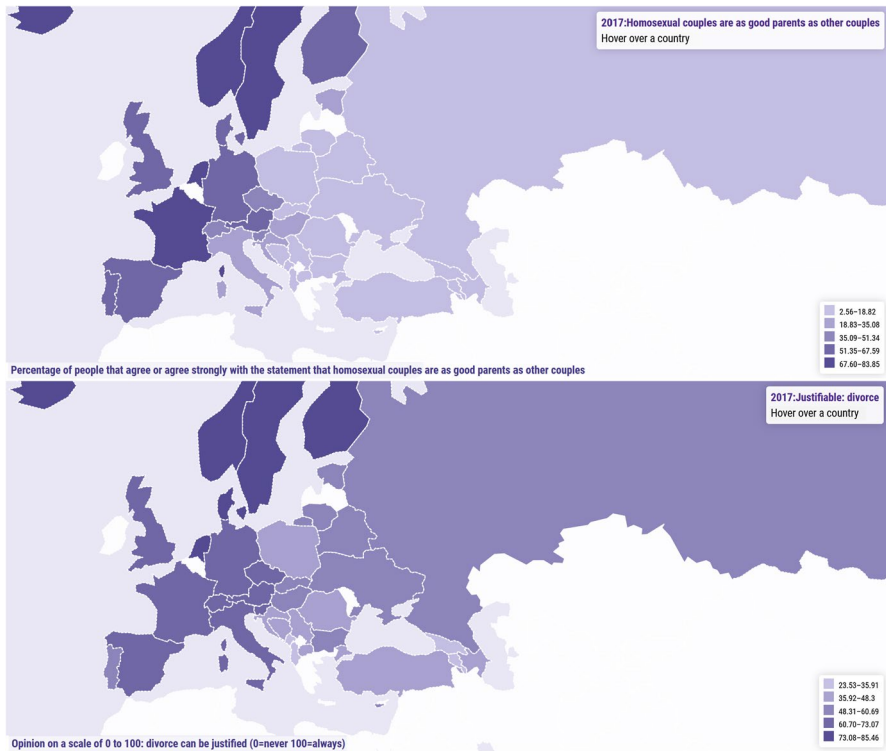 2017:Homosexual couples are as good parents as other couples
Hover over a country
2.56–18.82
18.83–35.08
35.09–51.34
51.35–67.59
67.60–83.85
Percentage of people that agree or agree strongly with the statement that homosexual couples are as good parents as other couples
2017:Justifiable: divorce
Hover over a country
23.53–35.91
35.92–48.3
48.31–60.69
60.70–73.07
73.08–85.46
Opinion on a scale of 0 to 100: divorce can be justified (0=never 100=always)